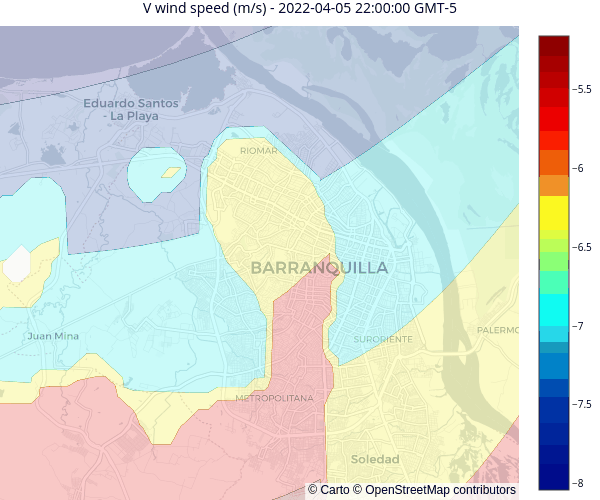 V wind speed (m/s) - 2022-04-05 22:00:00 GMT-5
Eduardo Santos
- La Playa
RIOMAR
BARRANQUILLA
Juan Mina
SURORIENTE
PALERMO
METROPOLITANA
Soledad
© Carto © OpenStreetMap contributors
−5.5
−6
−6.5
−7
−7.5
−8